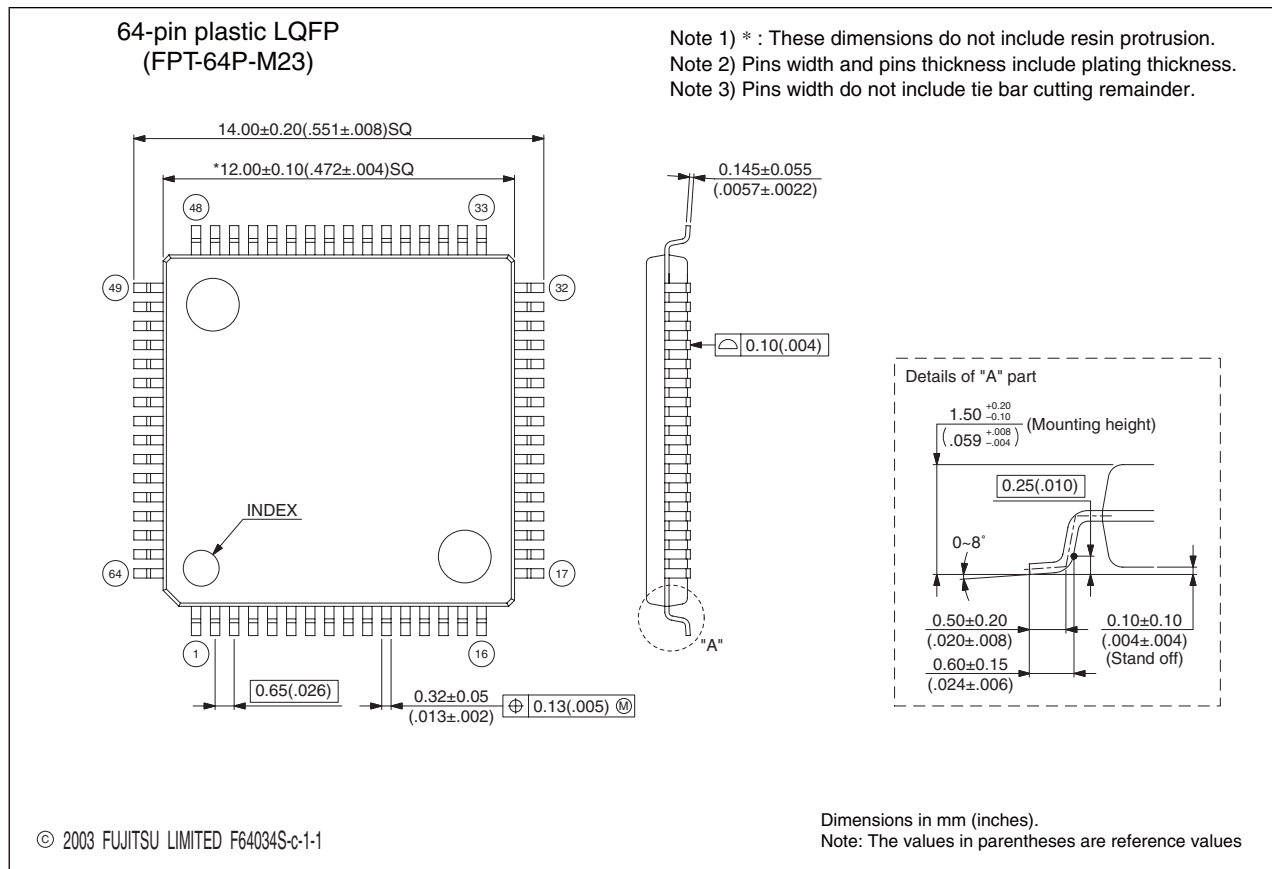 64-pin plastic LQFP
(FPT-64P-M23)
Note 1) * : These dimensions do not include resin protrusion.
Note 2) Pins width and pins thickness include plating thickness.
Note 3) Pins width do not include tie bar cutting remainder.
14.00±0.20(.551±.008)SQ
*12.00±0.10(.472±.004)SQ
0.145±0.055
(.0057±.0022)
48
33
49
32
0.10(.004)
Details of "A" part
1.50 +0.20 −0.10 (Mounting height)
(.059 +.008 −.004)
0.25(.010)
INDEX
0~8°
64
17
0.50±0.20
(.020±.008)
0.10±0.10
(.004±.004)
(Stand off)
1
16
"A"
0.60±0.15
(.024±.006)
0.65(.026)
0.32±0.05
(.013±.002)
⌖ 0.13(.005) Ⓜ
© 2003 FUJITSU LIMITED F64034S-c-1-1
Dimensions in mm (inches).
Note: The values in parentheses are reference values